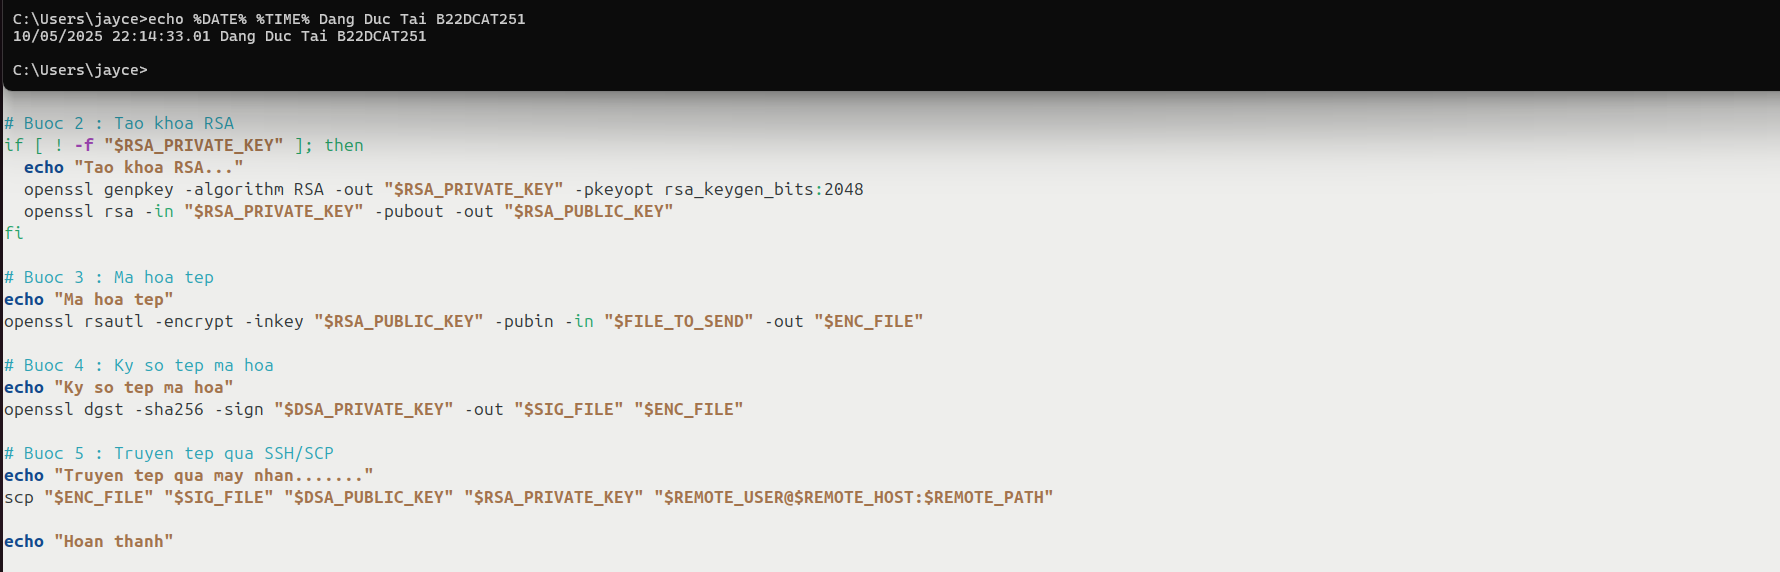 C:\Users\jayce>echo %DATE% %TIME% Dang Duc Tai B22DCAT251
10/05/2025 22:14:33.01 Dang Duc Tai B22DCAT251
C:\Users\jayce>
# Buoc 2 : Tao khoa RSA
if [ ! -f "$RSA_PRIVATE_KEY" ]; then
  echo "Tao khoa RSA..."
  openssl genpkey -algorithm RSA -out "$RSA_PRIVATE_KEY" -pkeyopt rsa_keygen_bits:2048
  openssl rsa -in "$RSA_PRIVATE_KEY" -pubout -out "$RSA_PUBLIC_KEY"
fi
# Buoc 3 : Ma hoa tep
echo "Ma hoa tep"
openssl rsautl -encrypt -inkey "$RSA_PUBLIC_KEY" -pubin -in "$FILE_TO_SEND" -out "$ENC_FILE"
# Buoc 4 : Ky so tep ma hoa
echo "Ky so tep ma hoa"
openssl dgst -sha256 -sign "$DSA_PRIVATE_KEY" -out "$SIG_FILE" "$ENC_FILE"
# Buoc 5 : Truyen tep qua SSH/SCP
echo "Truyen tep qua may nhan......."
scp "$ENC_FILE" "$SIG_FILE" "$DSA_PUBLIC_KEY" "$RSA_PRIVATE_KEY" "$REMOTE_USER@$REMOTE_HOST:$REMOTE_PATH"
echo "Hoan thanh"